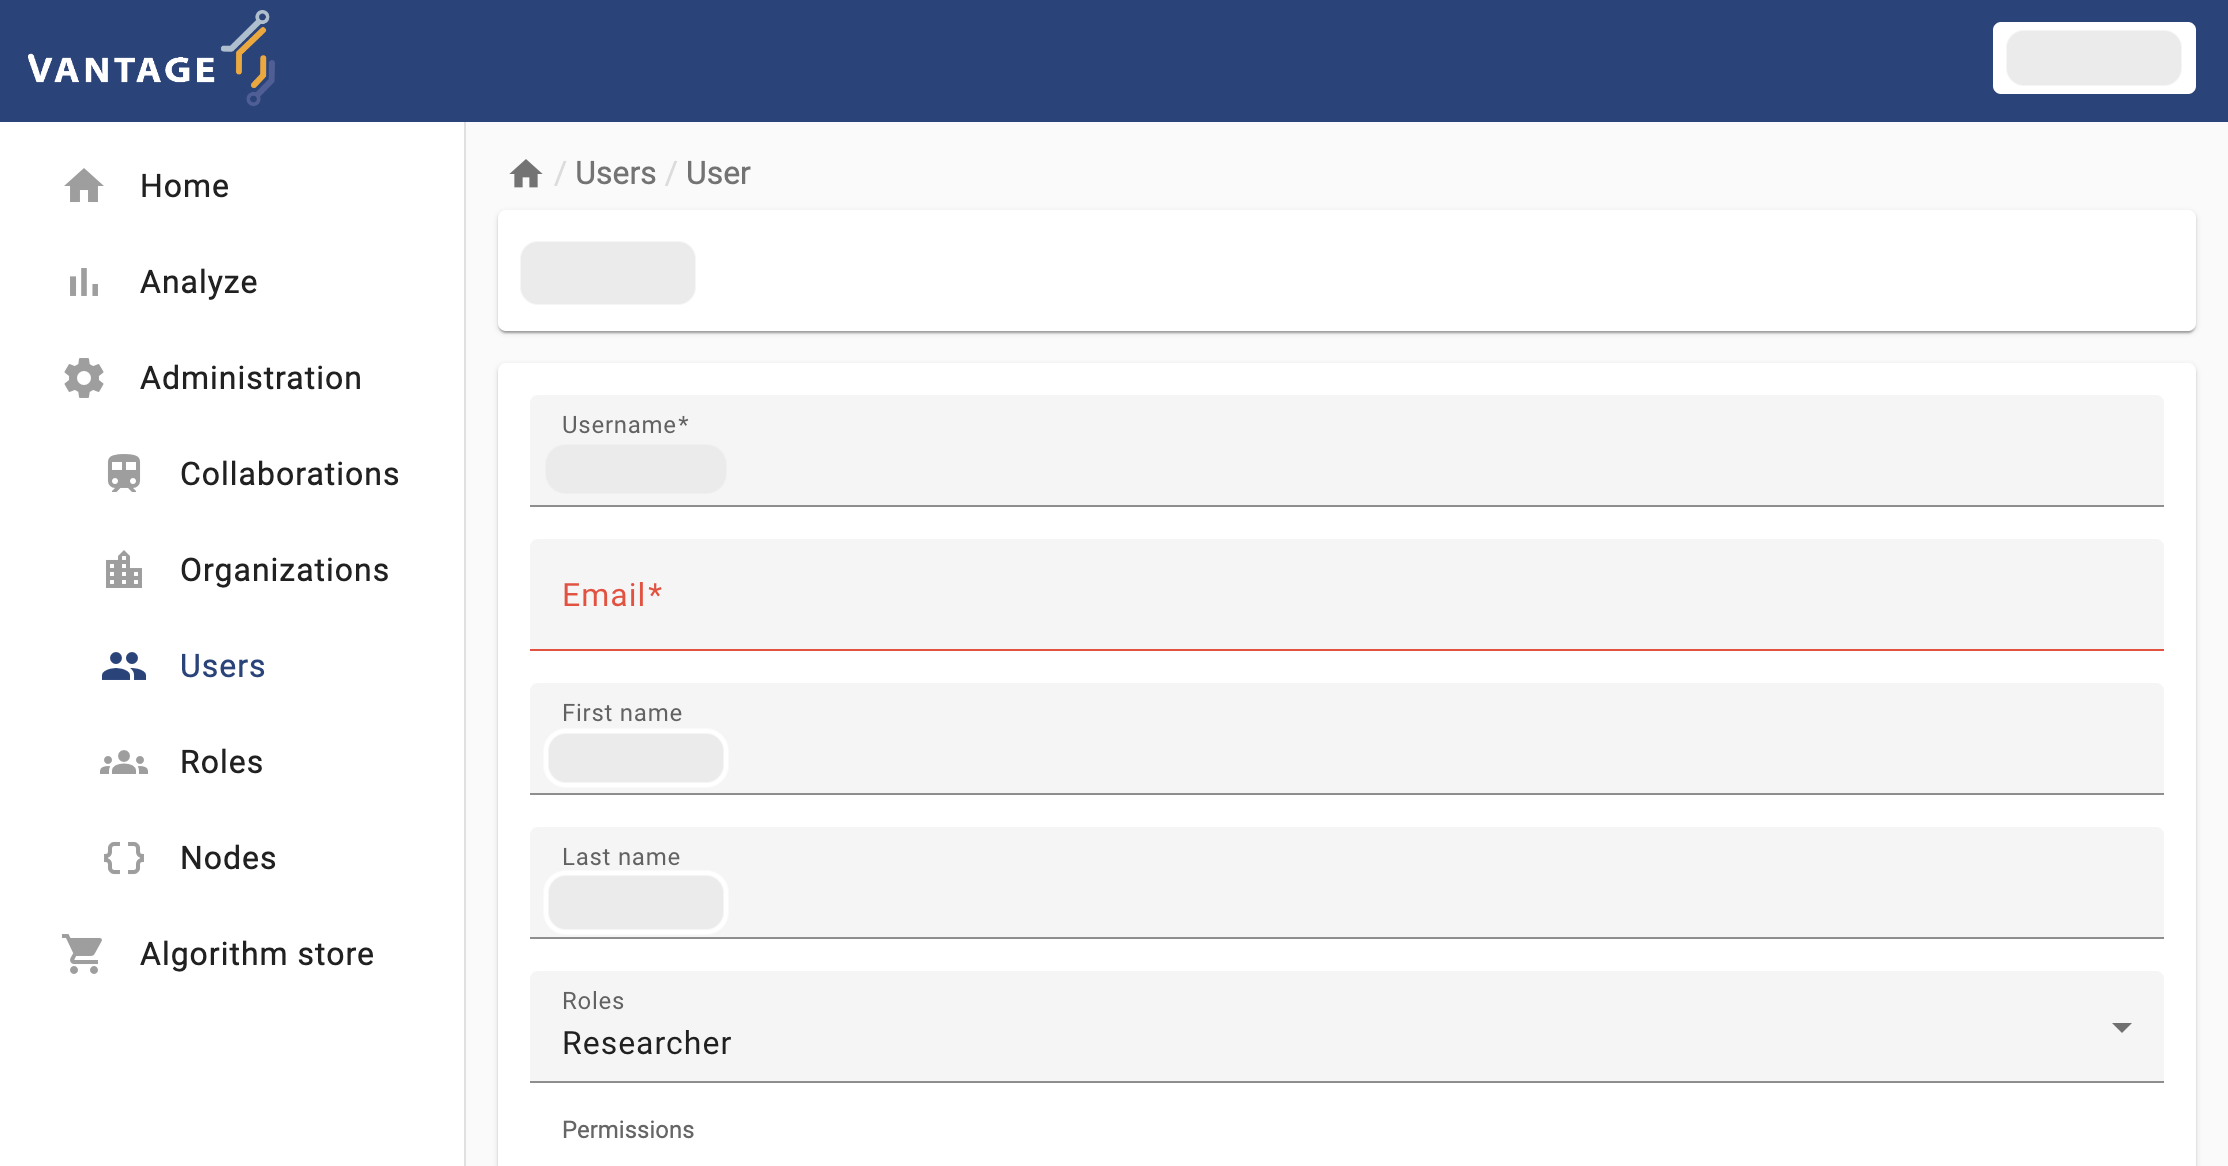 VANTAGE
Home
Analyze
Administration
Collaborations
Organizations
Users
Roles
Nodes
Algorithm store
/ Users / User
Username*
Email*
First name
Last name
Roles
Researcher
Permissions